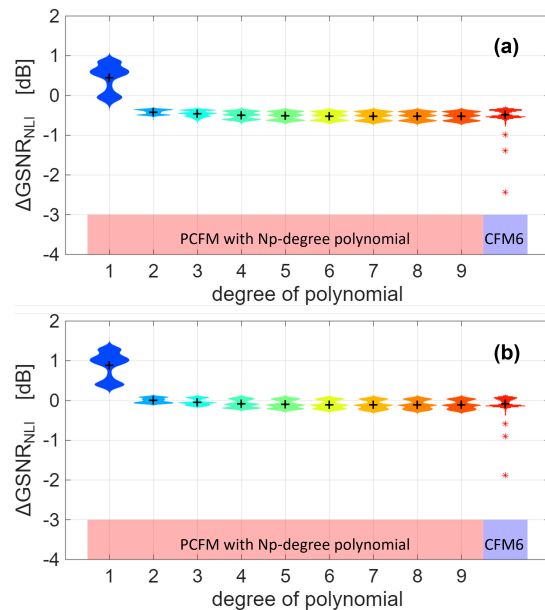 (a)
2
1
0
-1
-2
-3
-4
ΔGSNR_NLI [dB]
PCFM with Np-degree polynomial
CFM6
1 2 3 4 5 6 7 8 9
degree of polynomial
(b)
2
1
0
-1
-2
-3
-4
ΔGSNR_NLI [dB]
PCFM with Np-degree polynomial
CFM6
1 2 3 4 5 6 7 8 9
degree of polynomial